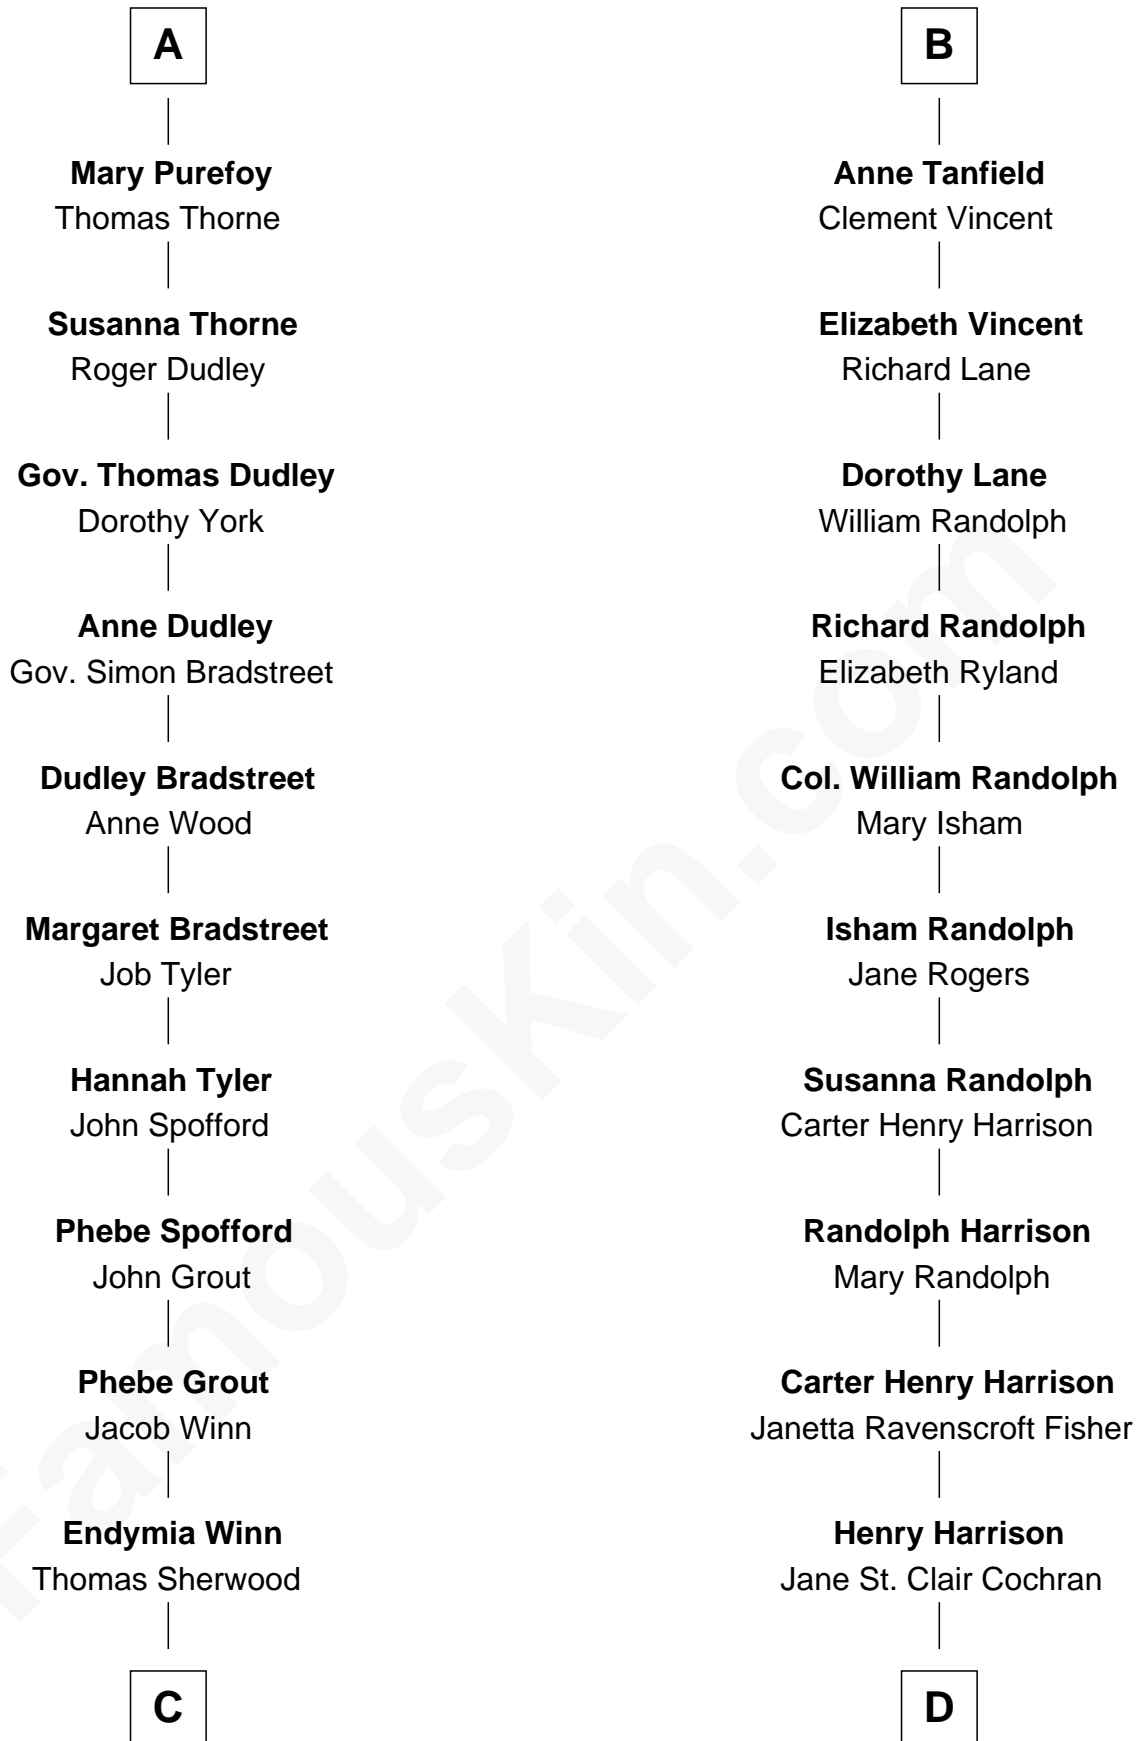 A
Mary Purefoy
Thomas Thorne
Susanna Thorne
Roger Dudley
Gov. Thomas Dudley
Dorothy York
Anne Dudley
Gov. Simon Bradstreet
Dudley Bradstreet
Anne Wood
Margaret Bradstreet
Job Tyler
Hannah Tyler
John Spofford
Phebe Spofford
John Grout
Phebe Grout
Jacob Winn
Endymia Winn
Thomas Sherwood
C
B
Anne Tanfield
Clement Vincent
Elizabeth Vincent
Richard Lane
Dorothy Lane
William Randolph
Richard Randolph
Elizabeth Ryland
Col. William Randolph
Mary Isham
Isham Randolph
Jane Rogers
Susanna Randolph
Carter Henry Harrison
Randolph Harrison
Mary Randolph
Carter Henry Harrison
Janetta Ravenscroft Fisher
Henry Harrison
Jane St. Clair Cochran
D
FamousKin.com